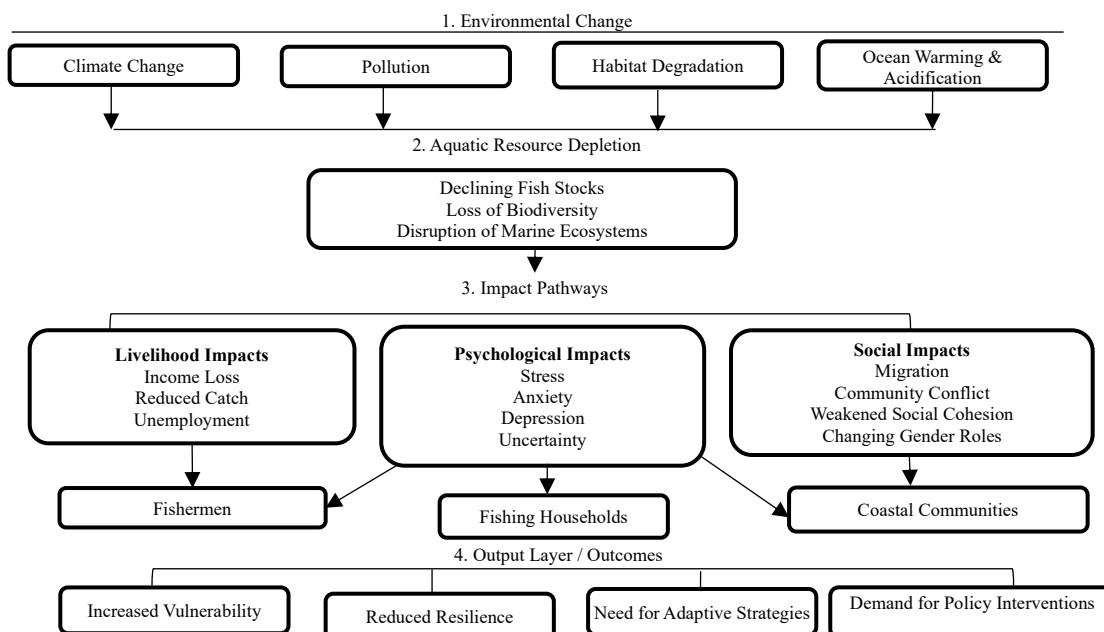 1. Environmental Change
Climate Change
Pollution
Habitat Degradation
Ocean Warming &
Acidification
2. Aquatic Resource Depletion
Declining Fish Stocks
Loss of Biodiversity
Disruption of Marine Ecosystems
3. Impact Pathways
Livelihood Impacts
Income Loss
Reduced Catch
Unemployment
Psychological Impacts
Stress
Anxiety
Depression
Uncertainty
Social Impacts
Migration
Community Conflict
Weakened Social Cohesion
Changing Gender Roles
Fishermen
Fishing Households
Coastal Communities
4. Output Layer / Outcomes
Increased Vulnerability
Reduced Resilience
Need for Adaptive Strategies
Demand for Policy Interventions